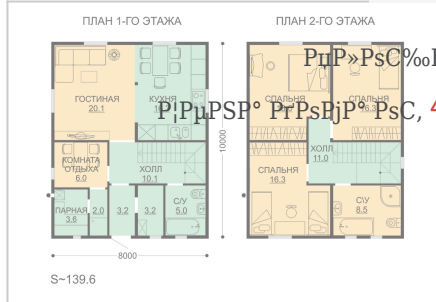 ПЛАН 1-ГО ЭТАЖА
ПЛАН 2-ГО ЭТАЖА
ГОСТИНАЯ
20.1
КУХНЯ
КОМНАТА
ОТДЫХА
6.0
ХОЛЛ
10.1
ПАРНАЯ
3.6
2.0
3.2
3.2
С/У
5.0
8000
10000
СПАЛЬНЯ
СПАЛЬНЯ
16.3
ХОЛЛ
11.0
СПАЛЬНЯ
16.3
С\У
8.5
S~139.6